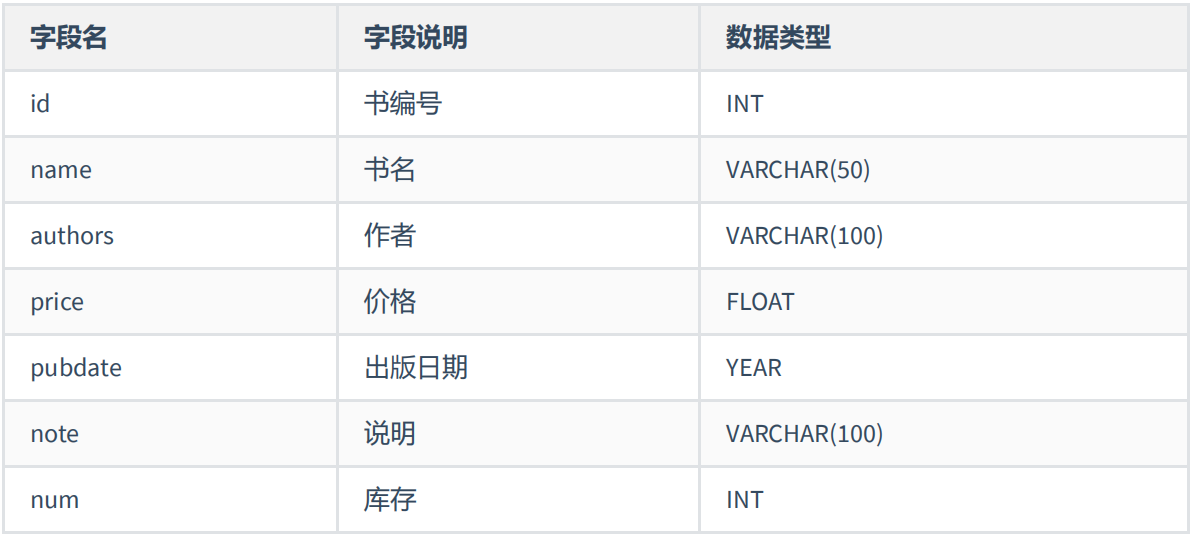 字段名 字段说明 数据类型
id 书编号 INT
name 书名 VARCHAR(50)
authors 作者 VARCHAR(100)
price 价格 FLOAT
pubdate 出版日期 YEAR
note 说明 VARCHAR(100)
num 库存 INT